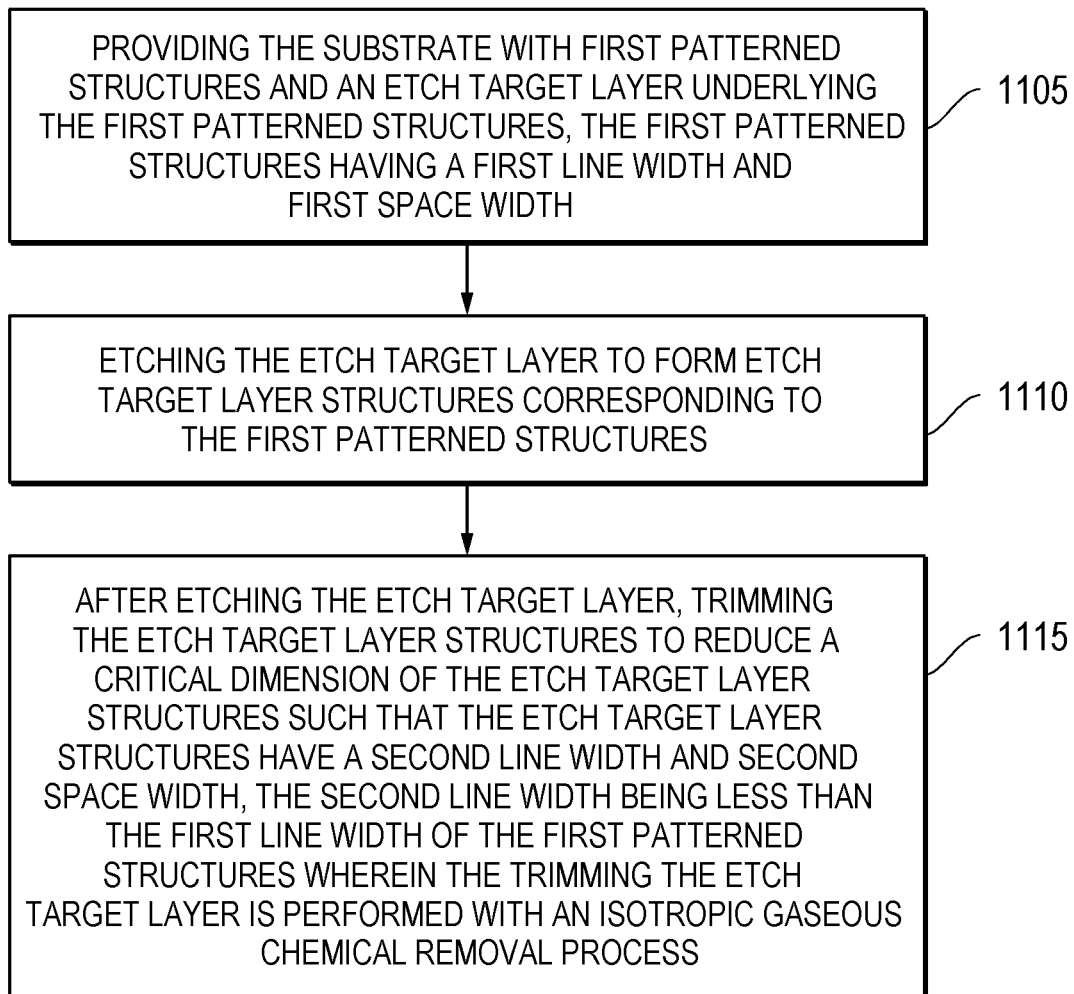 PROVIDING THE SUBSTRATE WITH FIRST PATTERNED
STRUCTURES AND AN ETCH TARGET LAYER UNDERLYING
THE FIRST PATTERNED STRUCTURES, THE FIRST PATTERNED
STRUCTURES HAVING A FIRST LINE WIDTH AND
FIRST SPACE WIDTH
1105
ETCHING THE ETCH TARGET LAYER TO FORM ETCH
TARGET LAYER STRUCTURES CORRESPONDING TO
THE FIRST PATTERNED STRUCTURES
1110
AFTER ETCHING THE ETCH TARGET LAYER, TRIMMING
THE ETCH TARGET LAYER STRUCTURES TO REDUCE A
CRITICAL DIMENSION OF THE ETCH TARGET LAYER
STRUCTURES SUCH THAT THE ETCH TARGET LAYER
STRUCTURES HAVE A SECOND LINE WIDTH AND SECOND
SPACE WIDTH, THE SECOND LINE WIDTH BEING LESS THAN
THE FIRST LINE WIDTH OF THE FIRST PATTERNED
STRUCTURES WHEREIN THE TRIMMING THE ETCH
TARGET LAYER IS PERFORMED WITH AN ISOTROPIC GASEOUS
CHEMICAL REMOVAL PROCESS
1115